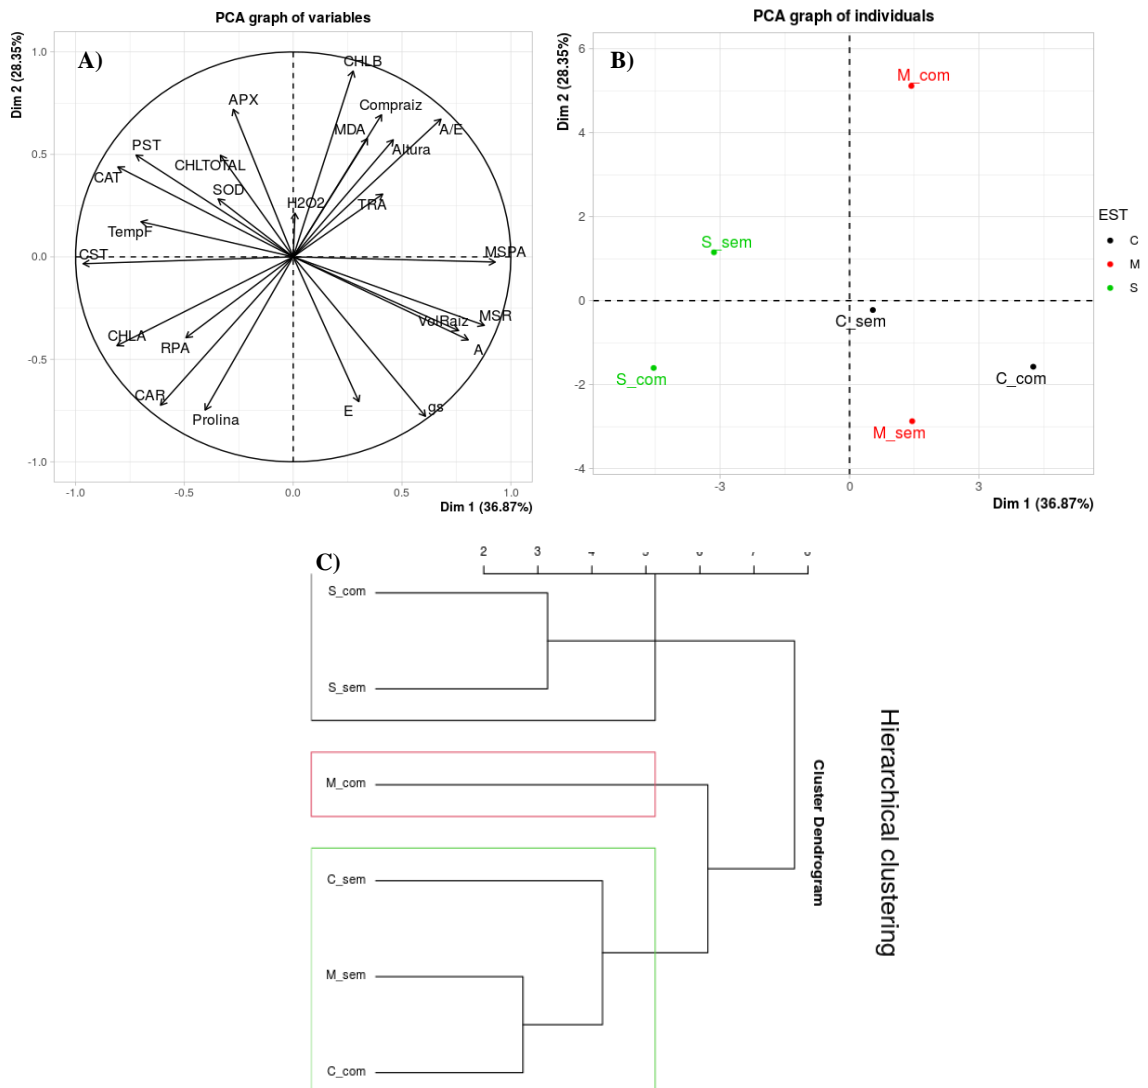 PCA graph of variables
A)
Dim 2 (28.35%)
1.0
0.5
0.0
-0.5
-1.0
CHLB
APX
Compraiz
MDA
A/E
PST
Altura
CHLTOTAL
CAT
SOD
H2O2
TRA
TempF
CST
MSPA
MSR
VolRaiz
CHLA
RPA
A
CAR
Prolina
E
gs
-1.0
-0.5
0.0
0.5
1.0
Dim 1 (36.87%)
PCA graph of individuals
B)
Dim 2 (28.35%)
6
4
2
0
-2
-4
M_com
S_sem
C_sem
S_com
C_com
M_sem
-3
0
3
Dim 1 (36.87%)
EST
C
M
S
C)
2
3
4
5
6
7
8
S_com
S_sem
M_com
C_sem
M_sem
C_com
Cluster Dendrogram
Hierarchical clustering